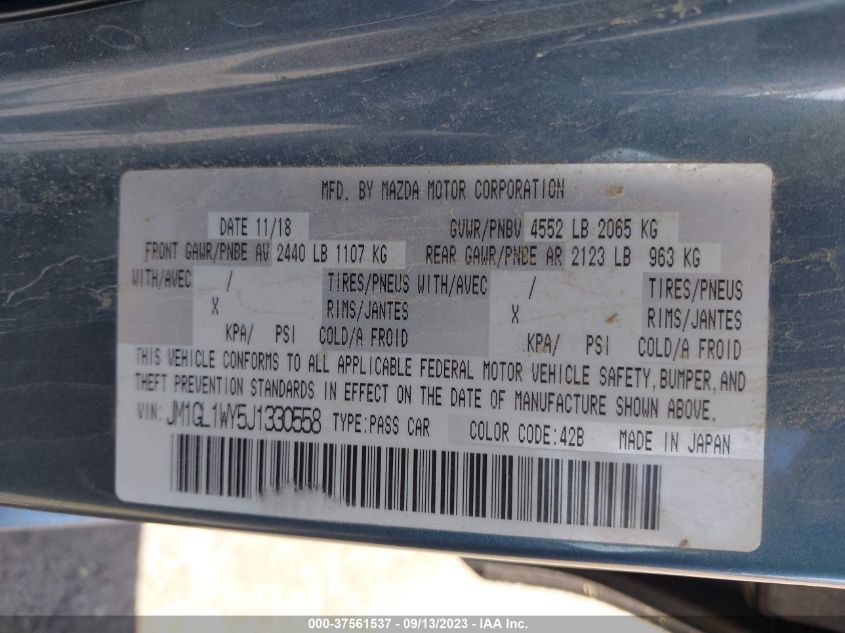 MFD. BY MAZDA MOTOR CORPORATION
DATE 11/18 GVWR/PNBV 4552 LB 2065 KG
FRONT GAWR/PNBE AV 2440 LB 1107 KG REAR GAWR/PNBE AR 2123 LB 963 KG
WITH/AVEC / TIRES/PNEUS WITH/AVEC / TIRES/PNEUS
X RIMS/JANTES X RIMS/JANTES
KPA/ PSI COLD/A FROID KPA/ PSI COLD/A FROID
THIS VEHICLE CONFORMS TO ALL APPLICABLE FEDERAL MOTOR VEHICLE SAFETY, BUMPER, AND
THEFT PREVENTION STANDARDS IN EFFECT ON THE DATE OF MANUFACTURE SHOWN ABOVE.
VIN: JM1GL1WY5J1330558 TYPE:PASS CAR COLOR CODE:42B MADE IN JAPAN
000-37561537 - 09/13/2023 - IAA Inc.